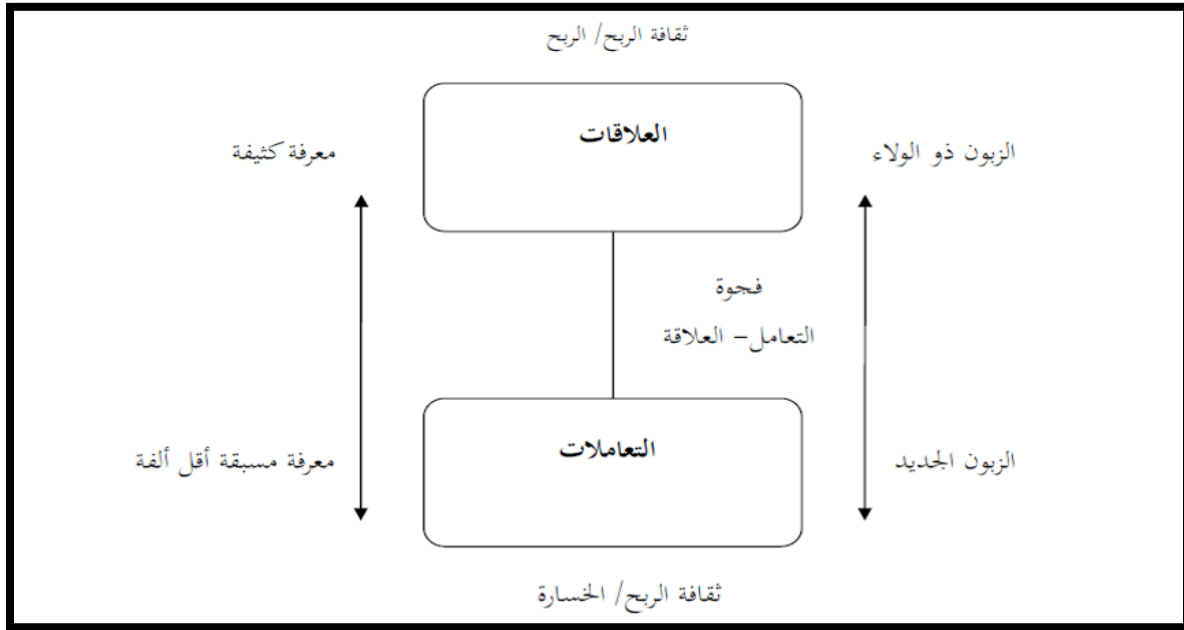 ثقافة الربح/ الربح
العلاقات
الزبون ذو الولاء
معرفة كثيفة
فجوة
التعامل– العلاقة
التعاملات
الزبون الجديد
معرفة مسبقة أقل ألفة
ثقافة الربح/ الخسارة